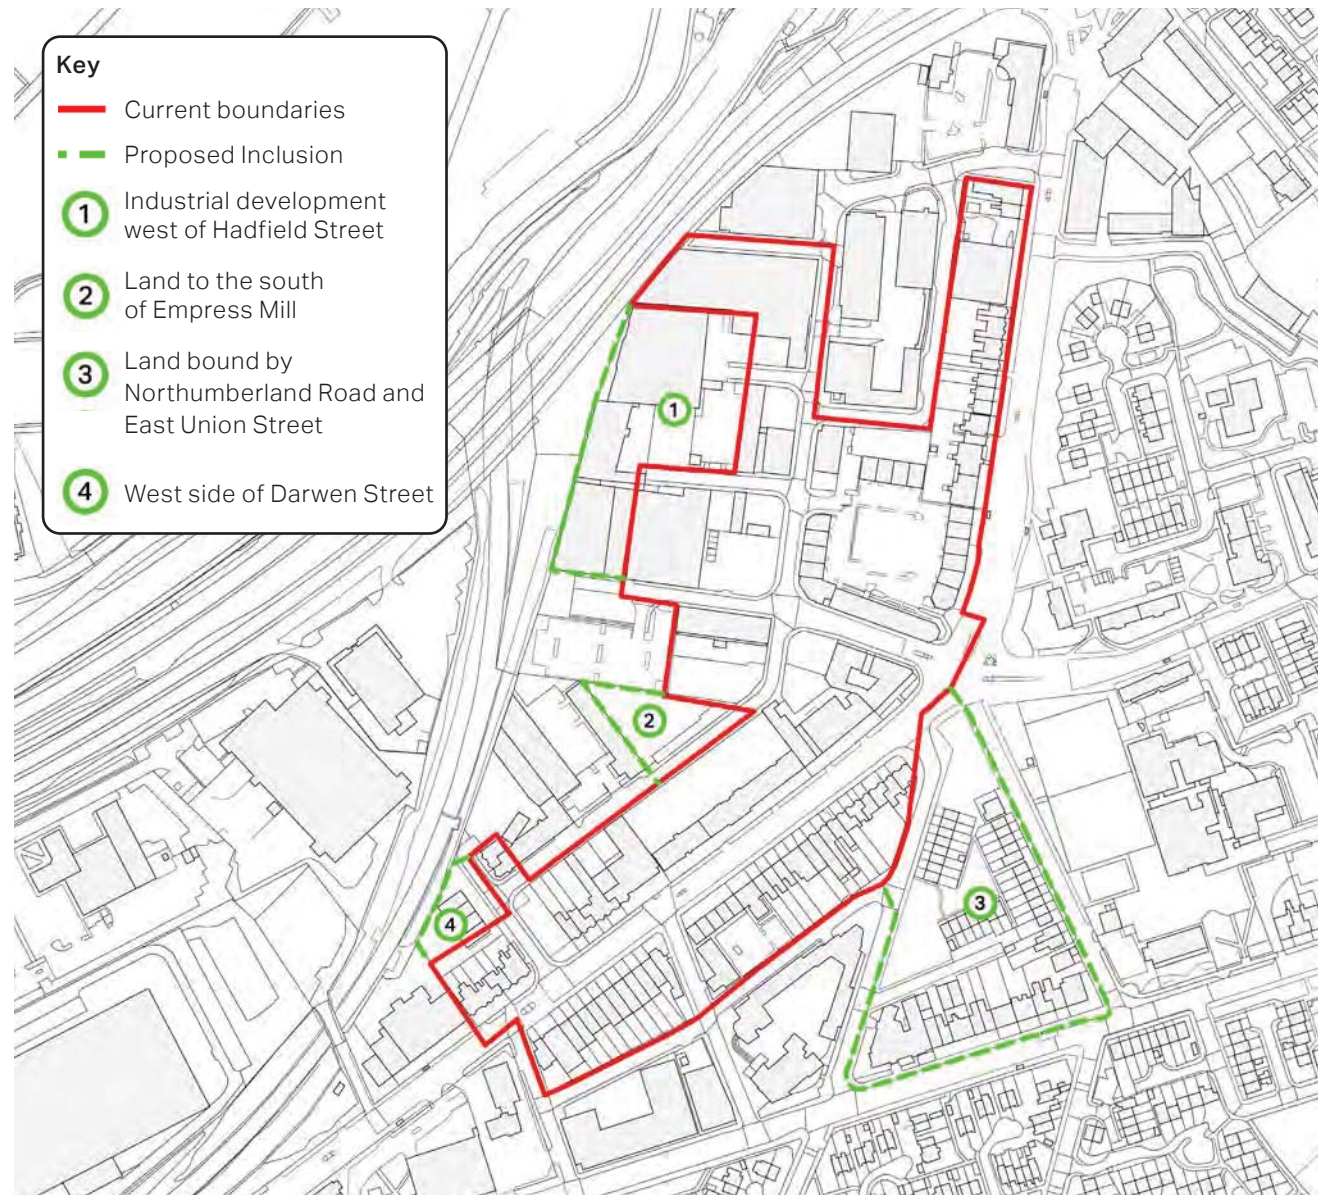 Key
Current boundaries
Proposed Inclusion
1
Industrial development
west of Hadfield Street
2
Land to the south
of Empress Mill
3
Land bound by
Northumberland Road and
East Union Street
4
West side of Darwen Street
1
2
3
4